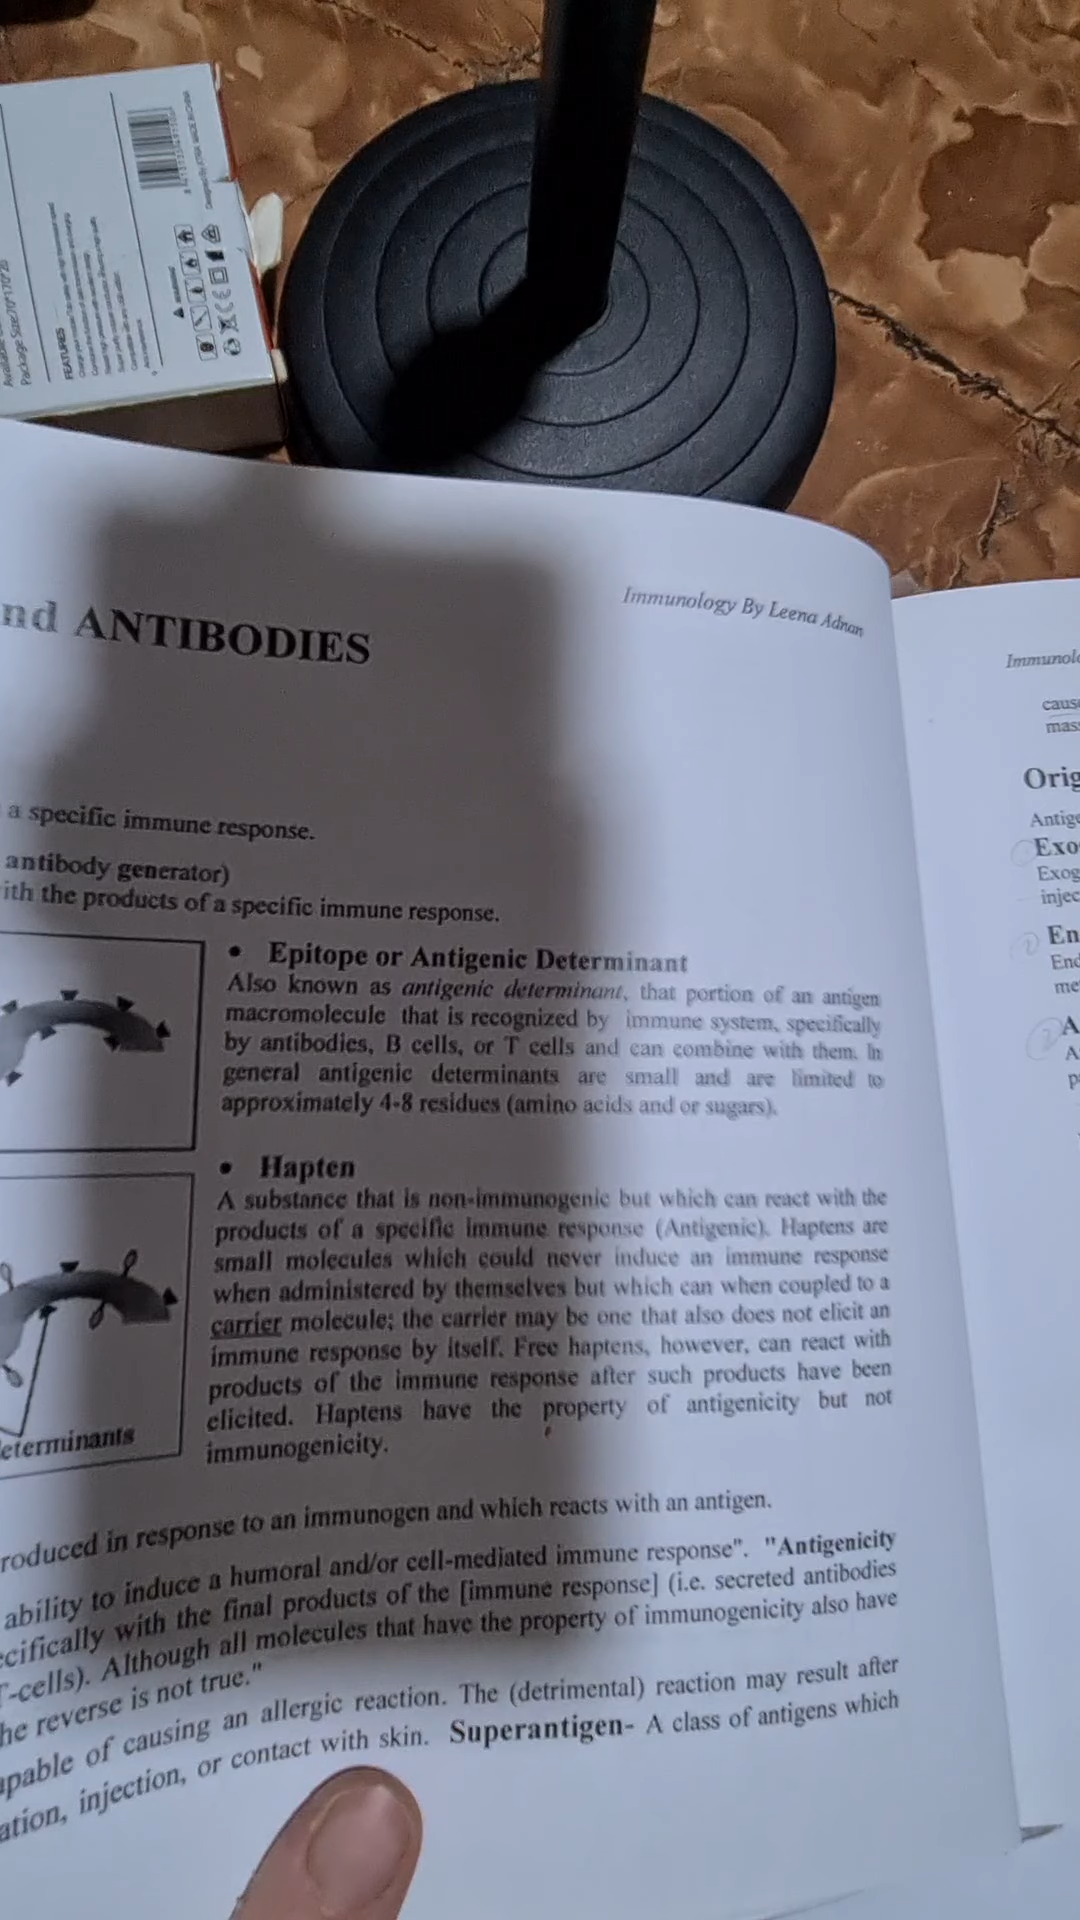 Package Size:70*170*20
FEATURES
Warning
nd ANTIBODIES
Immunology By Leena Adnan
a specific immune response.
antibody generator)
ith the products of a specific immune response.
• Epitope or Antigenic Determinant
Also known as antigenic determinant, that portion of an antigen
macromolecule that is recognized by immune system, specifically
by antibodies, B cells, or T cells and can combine with them. In
general antigenic determinants are small and are limited to
approximately 4-8 residues (amino acids and or sugars).
• Hapten
A substance that is non-immunogenic but which can react with the
products of a specific immune response (Antigenic). Haptens are
small molecules which could never induce an immune response
when administered by themselves but which can when coupled to a
carrier molecule; the carrier may be one that also does not elicit an
immune response by itself. Free haptens, however, can react with
products of the immune response after such products have been
elicited. Haptens have the property of antigenicity but not
immunogenicity.
eterminants
roduced in response to an immunogen and which reacts with an antigen.
ability to induce a humoral and/or cell-mediated immune response". "Antigenicity
ecifically with the final products of the [immune response] (i.e. secreted antibodies
T-cells). Although all molecules that have the property of immunogenicity also have
he reverse is not true."
apable of causing an allergic reaction. The (detrimental) reaction may result after
ation, injection, or contact with skin. Superantigen- A class of antigens which
Immunolo
cause
mass
Orig
Antige
Exo
Exog
injec
En
End
me
A
A
p